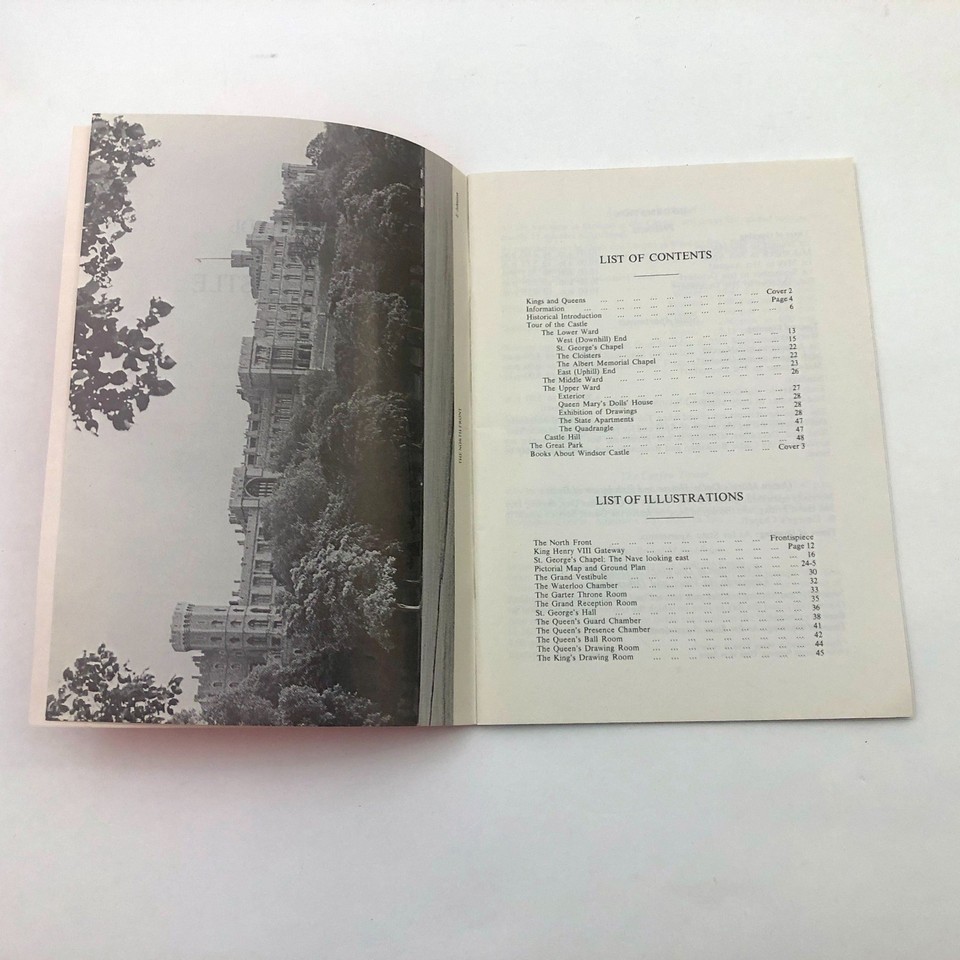 THE NORTH FRONT
LIST OF CONTENTS
Kings and Queens ... ... ... ... ... ... ... ... ... ... Cover 2
Information ... ... ... ... ... ... ... ... ... ... ... Page 4
Historical Introduction ... ... ... ... ... ... ... ... ... 6
Tour of the Castle
The Lower Ward
West (Downhill) End ... ... ... ... ... ... ... 13
St. George's Chapel ... ... ... ... ... ... ... 15
The Cloisters ... ... ... ... ... ... ... ... 22
The Albert Memorial Chapel ... ... ... ... ... ... 22
East (Uphill) End ... ... ... ... ... ... ... 23
The Middle Ward ... ... ... ... ... ... ... ... 26
The Upper Ward
Exterior ... ... ... ... ... ... ... ... ... 27
Queen Mary's Dolls' House ... ... ... ... ... ... 28
Exhibition of Drawings ... ... ... ... ... ... ... 28
The State Apartments ... ... ... ... ... ... ... 28
The Quadrangle ... ... ... ... ... ... ... ... 47
Castle Hill ... ... ... ... ... ... ... ... ... 47
The Great Park ... ... ... ... ... ... ... ... ... 48
Books About Windsor Castle ... ... ... ... ... ... ... ... Cover 3
LIST OF ILLUSTRATIONS
The North Front ... ... ... ... ... ... ... ... ... Frontispiece
King Henry VIII Gateway ... ... ... ... ... ... ... ... Page 12
St. George's Chapel: The Nave looking east ... ... ... ... ... ... 16
Pictorial Map and Ground Plan ... ... ... ... ... ... ... 24-5
The Grand Vestibule ... ... ... ... ... ... ... ... ... 30
The Waterloo Chamber ... ... ... ... ... ... ... ... ... 32
The Garter Throne Room ... ... ... ... ... ... ... ... 33
The Grand Reception Room ... ... ... ... ... ... ... ... 35
St. George's Hall ... ... ... ... ... ... ... ... ... 36
The Queen's Guard Chamber ... ... ... ... ... ... ... 38
The Queen's Presence Chamber ... ... ... ... ... ... ... 41
The Queen's Ball Room ... ... ... ... ... ... ... ... 42
The Queen's Drawing Room ... ... ... ... ... ... ... ... 44
The King's Drawing Room ... ... ... ... ... ... ... ... 45